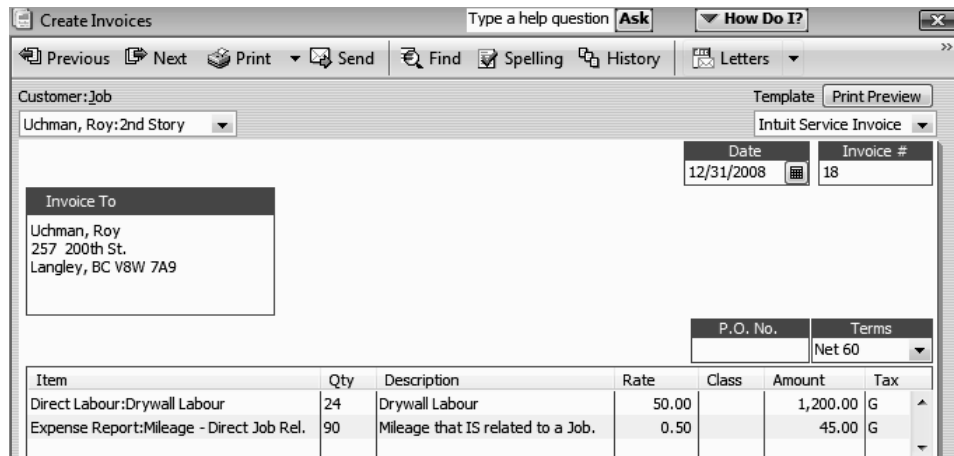 Create Invoices Type a help question Ask How Do I?
Previous Next Print Send Find Spelling History Letters
Customer:Job Template Print Preview
Uchman, Roy:2nd Story Intuit Service Invoice
Date Invoice #
12/31/2008 18
Invoice To
Uchman, Roy
257 200th St.
Langley, BC V8W 7A9
P.O. No. Terms
Net 60
Item Qty Description Rate Class Amount Tax
Direct Labour:Drywall Labour 24 Drywall Labour 50.00 1,200.00 G
Expense Report:Mileage - Direct Job Rel. 90 Mileage that IS related to a Job. 0.50 45.00 G